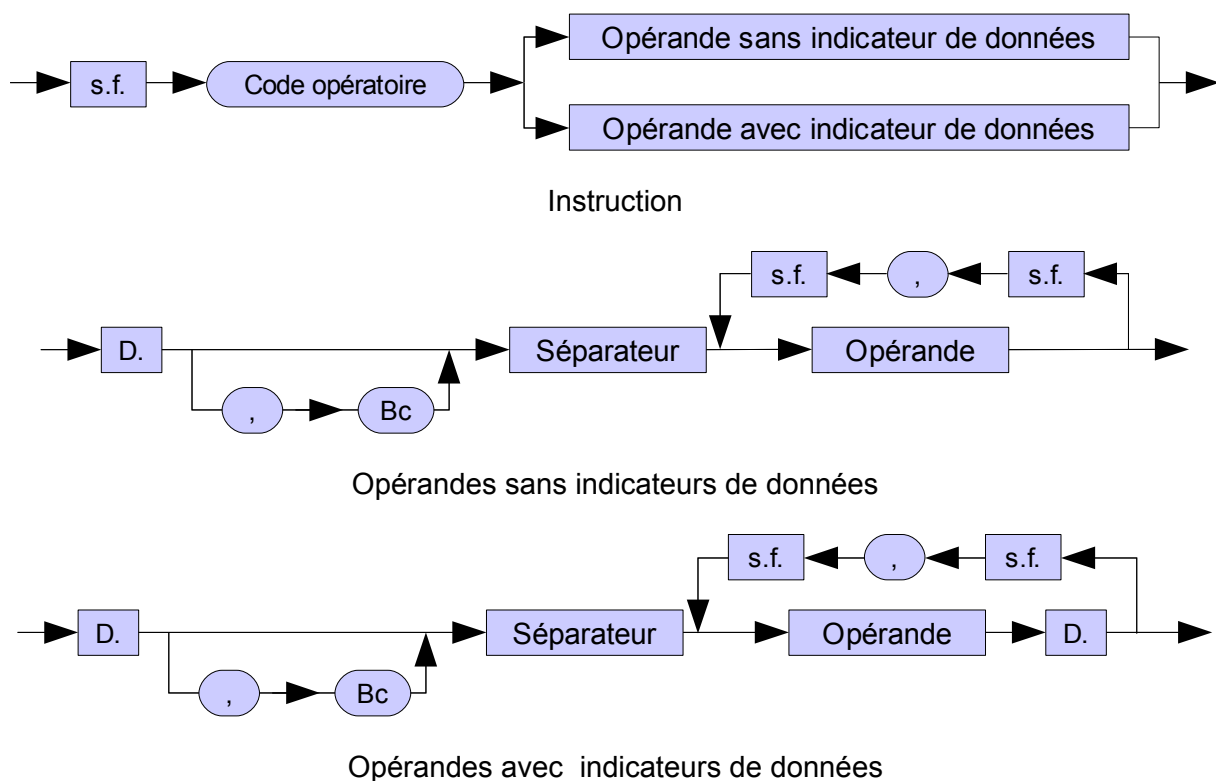 Opérande sans indicateur de données
s.f. Code opératoire
Opérande avec indicateur de données
Instruction
s.f. , s.f.
D. Séparateur Opérande
, Bc
Opérandes sans indicateurs de données
s.f. , s.f.
D. Séparateur Opérande D.
, Bc
Opérandes avec indicateurs de données